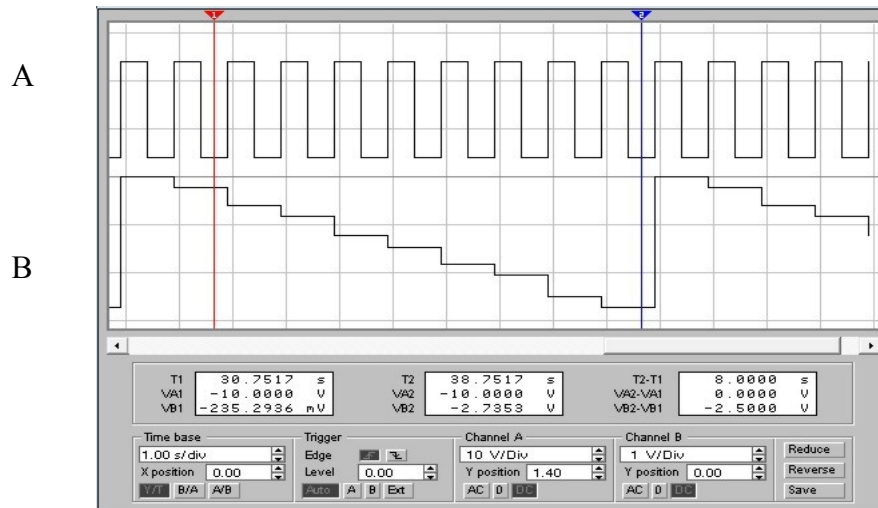 1 2
A
B
T1 30.7517 s T2 38.7517 s T2-T1 8.0000 s
VA1 -10.0000 V VA2 -10.0000 V VA2-VA1 0.0000 V
VB1 -235.2936 mV VB2 -2.7353 V VB2-VB1 -2.5000 V
Time base Trigger Channel A Channel B
1.00 s/div Edge 10 V/Div 1 V/Div Reduce
X position 0.00 Level 0.00 Y position 1.40 Y position 0.00 Reverse
Y/T B/A A/B Auto A B Ext AC 0 DC AC 0 DC Save